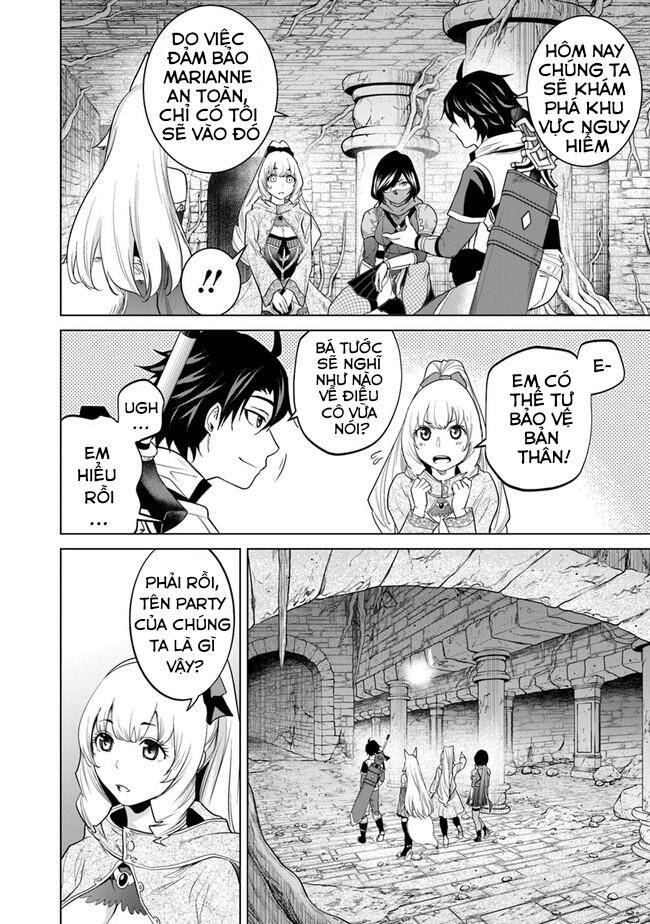 HÔM NAY
CHÚNG TA
SẼ KHÁM
PHÁ KHU
VỰC NGUY
HIỂM
DO VIỆC
ĐẢM BẢO
MARIANNE
AN TOÀN,
CHỈ CÓ TÔI
SẼ VÀO ĐÓ
!!
E-
EM CÓ
THỂ TỰ
BẢO VỆ
BẢN
THÂN!
BÁ TƯỚC
SẼ NGHĨ
NHƯ NÀO
VỀ ĐIỀU
CÔ VỪA
NÓI?
UGH
...
EM
HIỂU
RỒI
...
PHẢI RỒI,
TÊN PARTY
CỦA CHÚNG
TA LÀ GÌ
VẬY?